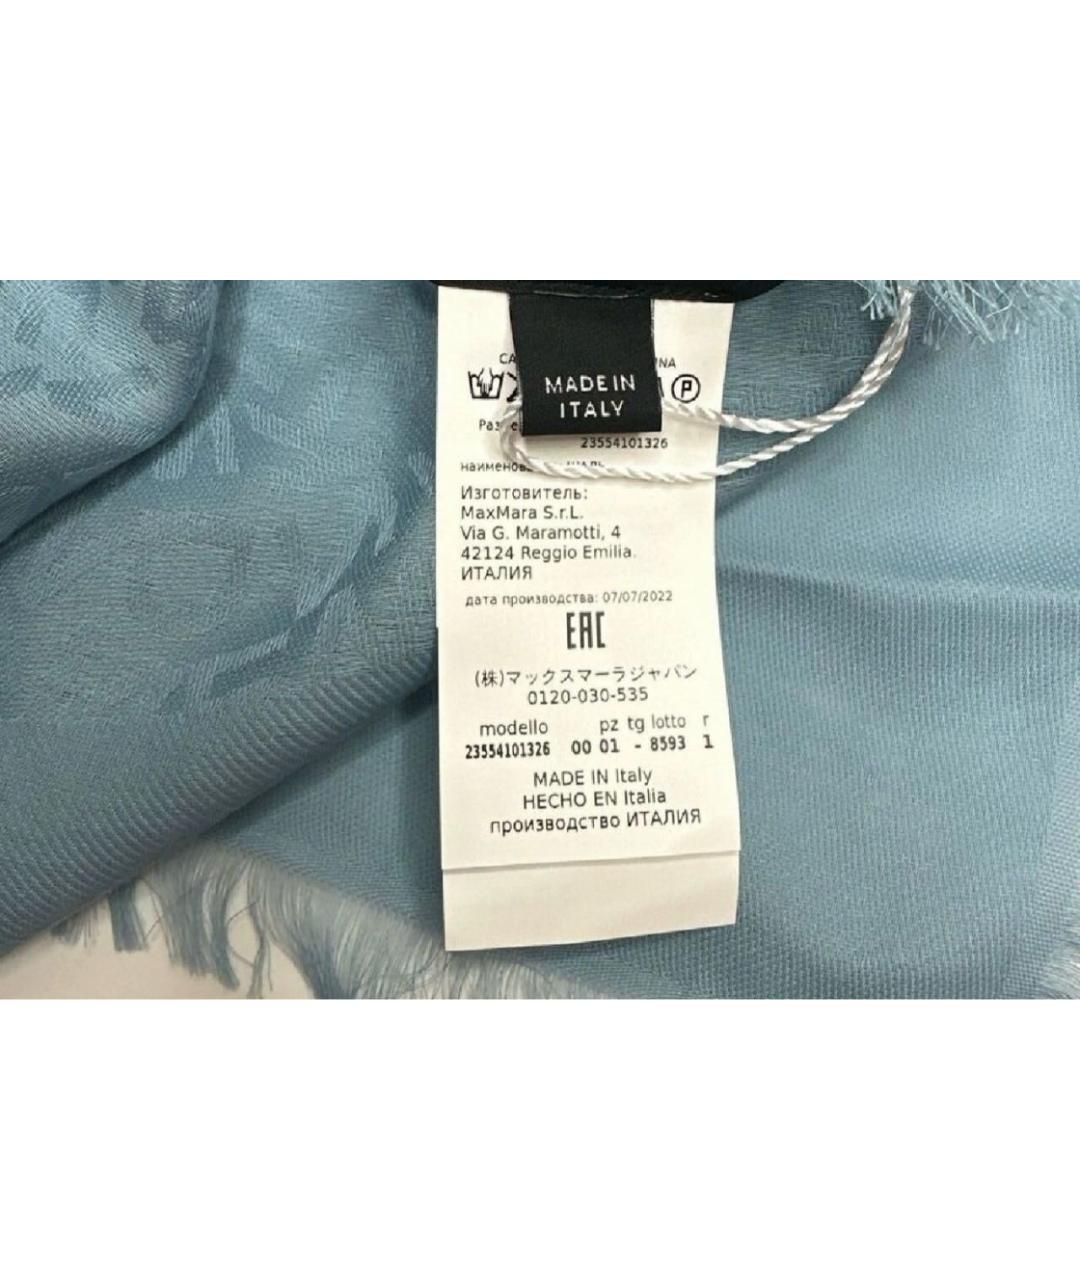 MADE IN
ITALY
P
23554101326
Изготовитель:
MaxMara S.r.L.
Via G. Maramotti, 4
42124 Reggio Emilia.
ИТАЛИЯ
дата производства: 07/07/2022
EAC
(株)マックスマーラジャパン
0120-030-535
modello pz tg lotto r
23554101326 00 01 - 8593 1
MADE IN Italy
HECHO EN Italia
производство ИТАЛИЯ